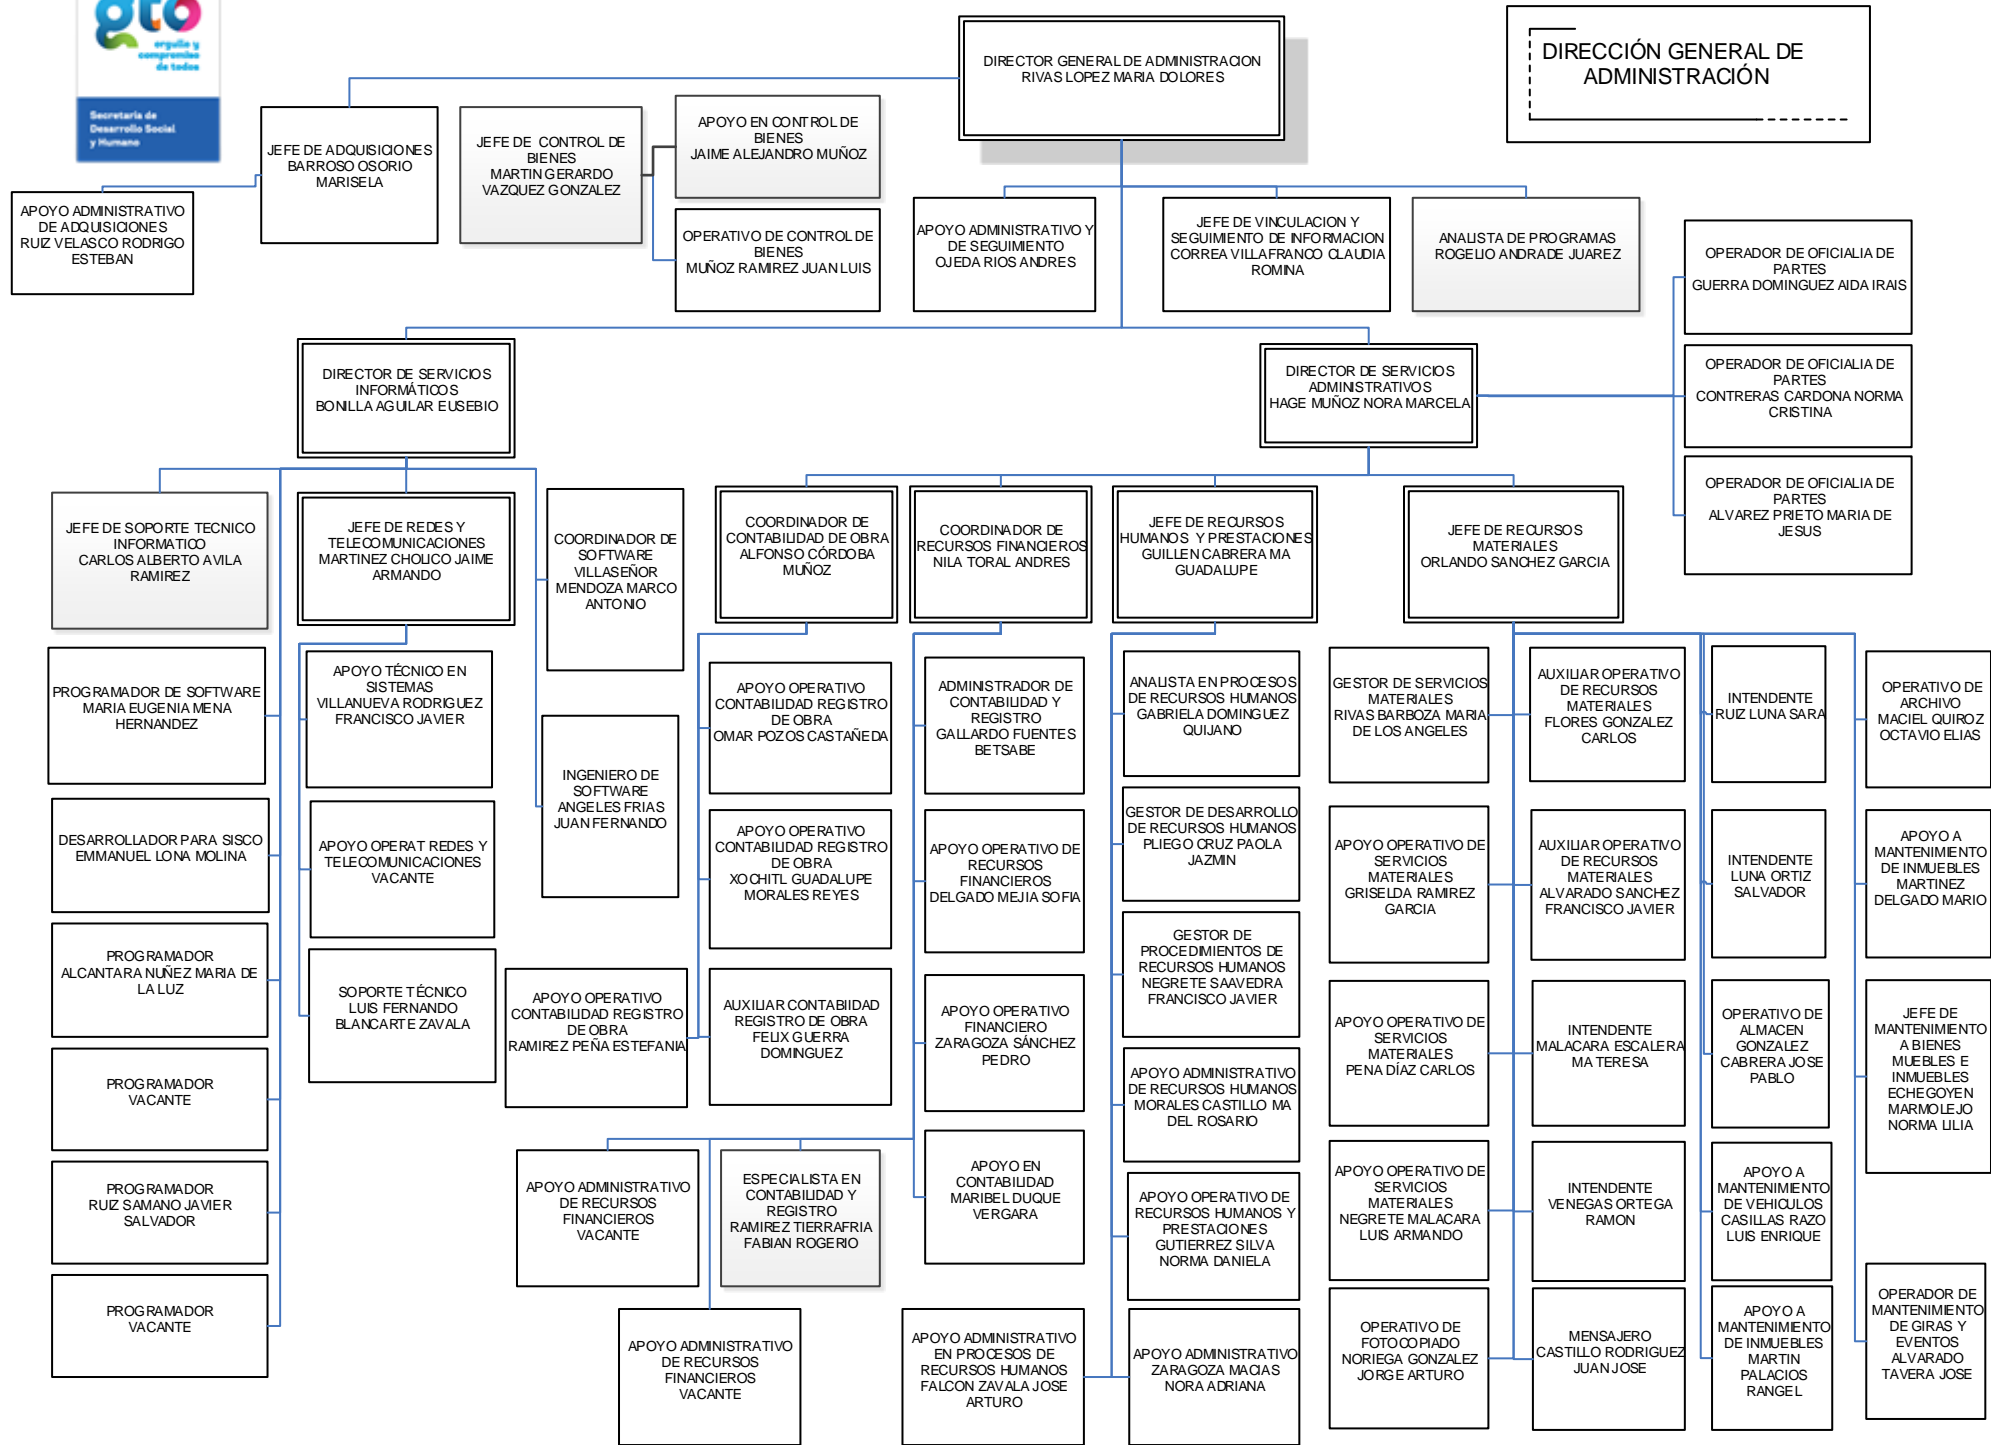 gto
orgullo y
compromiso
de todos
Secretaría de
Desarrollo Social
y Humano
DIRECTOR GENERAL DE ADMINISTRACION
RIVAS LOPEZ MARIA DOLORES
DIRECCIÓN GENERAL DE
ADMINISTRACIÓN
JEFE DE ADQUISICIONES
BARROSO OSORIO
MARISELA
JEFE DE CONTROL DE
BIENES
MARTIN GERARDO
VAZQUEZ GONZALEZ
APOYO EN CONTROL DE
BIENES
JAIME ALEJANDRO MUÑOZ
APOYO ADMINISTRATIVO
DE ADQUISICIONES
RUIZ VELASCO RODRIGO
ESTEBAN
OPERATIVO DE CONTROL DE
BIENES
MUÑOZ RAMIREZ JUAN LUIS
APOYO ADMINISTRATIVO Y
DE SEGUIMIENTO
OJEDA RIOS ANDRES
JEFE DE VINCULACION Y
SEGUIMIENTO DE INFORMACION
CORREA VILLAFRANCO CLAUDIA
ROMINA
ANALISTA DE PROGRAMAS
ROGELIO ANDRADE JUAREZ
OPERADOR DE OFICIALIA DE
PARTES
GUERRA DOMINGUEZ AIDA IRAIS
OPERADOR DE OFICIALIA DE
PARTES
CONTRERAS CARDONA NORMA
CRISTINA
OPERADOR DE OFICIALIA DE
PARTES
ALVAREZ PRIETO MARIA DE
JESUS
DIRECTOR DE SERVICIOS
INFORMÁTICOS
BONILLA AGUILAR EUSEBIO
DIRECTOR DE SERVICIOS
ADMINISTRATIVOS
HAGE MUÑOZ NORA MARCELA
JEFE DE SOPORTE TECNICO
INFORMATICO
CARLOS ALBERTO AVILA
RAMIREZ
JEFE DE REDES Y
TELECOMUNICACIONES
MARTINEZ CHOLICO JAIME
ARMANDO
COORDINADOR DE
SOFTWARE
VILLASEÑOR
MENDOZA MARCO
ANTONIO
COORDINADOR DE
CONTABILIDAD DE OBRA
ALFONSO CÓRDOBA
MUÑOZ
COORDINADOR DE
RECURSOS FINANCIEROS
NILA TORAL ANDRES
JEFE DE RECURSOS
HUMANOS Y PRESTACIONES
GUILLEN CABRERA MA
GUADALUPE
JEFE DE RECURSOS
MATERIALES
ORLANDO SANCHEZ GARCIA
PROGRAMADOR DE SOFTWARE
MARIA EUGENIA MENA
HERNANDEZ
DESARROLLADOR PARA SISCO
EMMANUEL LONA MOLINA
PROGRAMADOR
ALCANTARA NUÑEZ MARIA DE
LA LUZ
PROGRAMADOR
VACANTE
PROGRAMADOR
RUIZ SAMANO JAVIER
SALVADOR
PROGRAMADOR
VACANTE
APOYO TÉCNICO EN
SISTEMAS
VILLANUEVA RODRIGUEZ
FRANCISCO JAVIER
APOYO OPERAT REDES Y
TELECOMUNICACIONES
VACANTE
SOPORTE TÉCNICO
LUIS FERNANDO
BLANCARTE ZAVALA
INGENIERO DE
SOFTWARE
ANGELES FRIAS
JUAN FERNANDO
APOYO OPERATIVO
CONTABILIDAD REGISTRO
DE OBRA
OMAR POZOS CASTAÑEDA
APOYO OPERATIVO
CONTABILIDAD REGISTRO
DE OBRA
XOCHITL GUADALUPE
MORALES REYES
APOYO OPERATIVO
CONTABILIDAD REGISTRO
DE OBRA
RAMIREZ PEÑA ESTEFANIA
AUXILIAR CONTABIIDAD
REGISTRO DE OBRA
FELIX GUERRA
DOMINGUEZ
ADMINISTRADOR DE
CONTABILIDAD Y
REGISTRO
GALLARDO FUENTES
BETSABE
APOYO OPERATIVO DE
RECURSOS
FINANCIEROS
DELGADO MEJIA SOFIA
APOYO OPERATIVO
FINANCIERO
ZARAGOZA SÁNCHEZ
PEDRO
APOYO EN
CONTABILIDAD
MARIBEL DUQUE
VERGARA
APOYO ADMINISTRATIVO
DE RECURSOS
FINANCIEROS
VACANTE
ESPECIALISTA EN
CONTABILIDAD Y
REGISTRO
RAMIREZ TIERRAFRIA
FABIAN ROGERIO
APOYO ADMINISTRATIVO
DE RECURSOS
FINANCIEROS
VACANTE
ANALISTA EN PROCESOS
DE RECURSOS HUMANOS
GABRIELA DOMINGUEZ
QUIJANO
GESTOR DE DESARROLLO
DE RECURSOS HUMANOS
PLIEGO CRUZ PAOLA
JAZMIN
GESTOR DE
PROCEDIMIENTOS DE
RECURSOS HUMANOS
NEGRETE SAAVEDRA
FRANCISCO JAVIER
APOYO ADMINISTRATIVO
DE RECURSOS HUMANOS
MORALES CASTILLO MA
DEL ROSARIO
APOYO OPERATIVO DE
RECURSOS HUMANOS Y
PRESTACIONES
GUTIERREZ SILVA
NORMA DANIELA
APOYO ADMINISTRATIVO
EN PROCESOS DE
RECURSOS HUMANOS
FALCON ZAVALA JOSE
ARTURO
APOYO ADMINISTRATIVO
ZARAGOZA MACIAS
NORA ADRIANA
GESTOR DE SERVICIOS
MATERIALES
RIVAS BARBOZA MARIA
DE LOS ANGELES
APOYO OPERATIVO DE
SERVICIOS
MATERIALES
GRISELDA RAMIREZ
GARCIA
APOYO OPERATIVO DE
SERVICIOS
MATERIALES
PENA DÍAZ CARLOS
APOYO OPERATIVO DE
SERVICIOS
MATERIALES
NEGRETE MALACARA
LUIS ARMANDO
OPERATIVO DE
FOTOCOPIADO
NORIEGA GONZALEZ
JORGE ARTURO
AUXILIAR OPERATIVO
DE RECURSOS
MATERIALES
FLORES GONZALEZ
CARLOS
AUXILIAR OPERATIVO
DE RECURSOS
MATERIALES
ALVARADO SANCHEZ
FRANCISCO JAVIER
INTENDENTE
MALACARA ESCALERA
MA TERESA
INTENDENTE
VENEGAS ORTEGA
RAMON
MENSAJERO
CASTILLO RODRIGUEZ
JUAN JOSE
INTENDENTE
RUIZ LUNA SARA
INTENDENTE
LUNA ORTIZ
SALVADOR
OPERATIVO DE
ALMACEN
GONZALEZ
CABRERA JOSE
PABLO
APOYO A
MANTENIMIENTO
DE VEHICULOS
CASILLAS RAZO
LUIS ENRIQUE
APOYO A
MANTENIMIENTO
DE INMUEBLES
MARTIN
PALACIOS
RANGEL
OPERATIVO DE
ARCHIVO
MACIEL QUIROZ
OCTAVIO ELIAS
APOYO A
MANTENIMIENTO
DE INMUEBLES
MARTINEZ
DELGADO MARIO
JEFE DE
MANTENIMIENTO
A BIENES
MUEBLES E
INMUEBLES
ECHEGOYEN
MARMOLEJO
NORMA LILIA
OPERADOR DE
MANTENIMIENTO
DE GIRAS Y
EVENTOS
ALVARADO
TAVERA JOSE